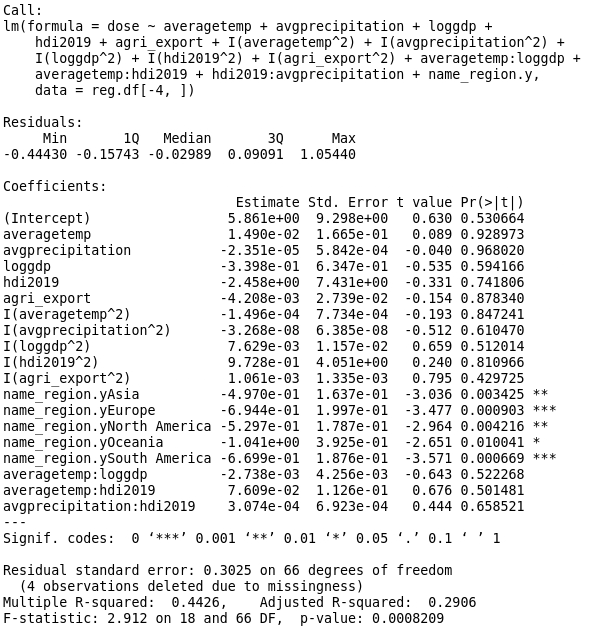 Call:
lm(formula = dose ~ averagetemp + avgprecipitation + loggdp +
    hdi2019 + agri_export + I(averagetemp^2) + I(avgprecipitation^2) +
    I(loggdp^2) + I(hdi2019^2) + I(agri_export^2) + averagetemp:loggdp +
    averagetemp:hdi2019 + hdi2019:avgprecipitation + name_region.y,
    data = reg.df[-4, ])

Residuals:
     Min       1Q   Median       3Q      Max
-0.44430 -0.15743 -0.02989  0.09091  1.05440

Coefficients:
                             Estimate Std. Error t value Pr(>|t|)
(Intercept)                 5.861e+00  9.298e+00   0.630 0.530664
averagetemp                 1.490e-02  1.665e-01   0.089 0.928973
avgprecipitation           -2.351e-05  5.842e-04  -0.040 0.968020
loggdp                     -3.398e-01  6.347e-01  -0.535 0.594166
hdi2019                    -2.458e+00  7.431e+00  -0.331 0.741806
agri_export                -4.208e-03  2.739e-02  -0.154 0.878340
I(averagetemp^2)           -1.496e-04  7.734e-04  -0.193 0.847241
I(avgprecipitation^2)      -3.268e-08  6.385e-08  -0.512 0.610470
I(loggdp^2)                 7.629e-03  1.157e-02   0.659 0.512014
I(hdi2019^2)                9.728e-01  4.051e+00   0.240 0.810966
I(agri_export^2)            1.061e-03  1.335e-03   0.795 0.429725
name_region.yAsia          -4.970e-01  1.637e-01  -3.036 0.003425 **
name_region.yEurope        -6.944e-01  1.997e-01  -3.477 0.000903 ***
name_region.yNorth America -5.297e-01  1.787e-01  -2.964 0.004216 **
name_region.yOceania       -1.041e+00  3.925e-01  -2.651 0.010041 *
name_region.ySouth America -6.699e-01  1.876e-01  -3.571 0.000669 ***
averagetemp:loggdp         -2.738e-03  4.256e-03  -0.643 0.522268
averagetemp:hdi2019         7.609e-02  1.126e-01   0.676 0.501481
avgprecipitation:hdi2019    3.074e-04  6.923e-04   0.444 0.658521
---
Signif. codes:  0 ‘***’ 0.001 ‘**’ 0.01 ‘*’ 0.05 ‘.’ 0.1 ‘ ’ 1

Residual standard error: 0.3025 on 66 degrees of freedom
  (4 observations deleted due to missingness)
Multiple R-squared:  0.4426,    Adjusted R-squared:  0.2906
F-statistic: 2.912 on 18 and 66 DF,  p-value: 0.0008209